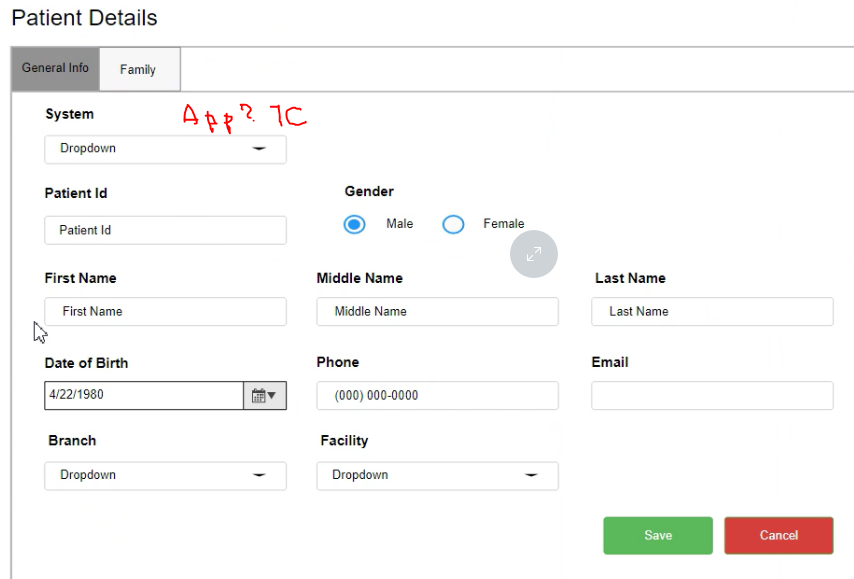 Patient Details
General Info Family
System App? TC
Dropdown
Patient Id Gender
Patient Id Male Female
First Name Middle Name Last Name
First Name Middle Name Last Name
Date of Birth Phone Email
4/22/1980 (000) 000-0000
Branch Facility
Dropdown Dropdown
Save Cancel